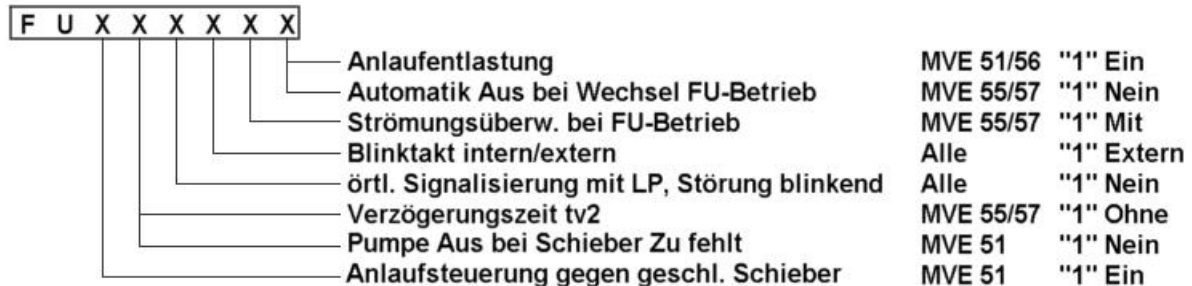 F U X X X X X X
Anlaufentlastung MVE 51/56 "1" Ein
Automatik Aus bei Wechsel FU-Betrieb MVE 55/57 "1" Nein
Strömungsüberw. bei FU-Betrieb MVE 55/57 "1" Mit
Blinktakt intern/extern Alle "1" Extern
örtl. Signalisierung mit LP, Störung blinkend Alle "1" Nein
Verzögerungszeit tv2 MVE 55/57 "1" Ohne
Pumpe Aus bei Schieber Zu fehlt MVE 51 "1" Nein
Anlaufsteuerung gegen geschl. Schieber MVE 51 "1" Ein